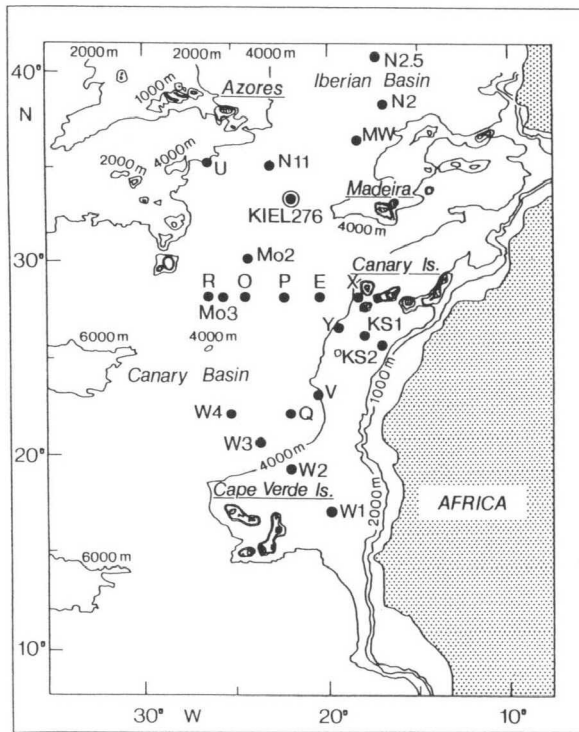 2000m 2000m 4000m
40°
N
1000m
Azores
Iberian Basin
N2.5
N2
MW
2000m
4000m
U
N11
Madeira
KIEL276
4000m
30°
Mo2
Canary Is.
R O P E X
Mo3
Y
KS1
6000m
4000m
°KS2
1000m
Canary Basin
V
W4
Q
W3
20°
4000m
W2
Cape Verde Is.
W1
2000m
AFRICA
6000m
10°
30° W 20° 10°